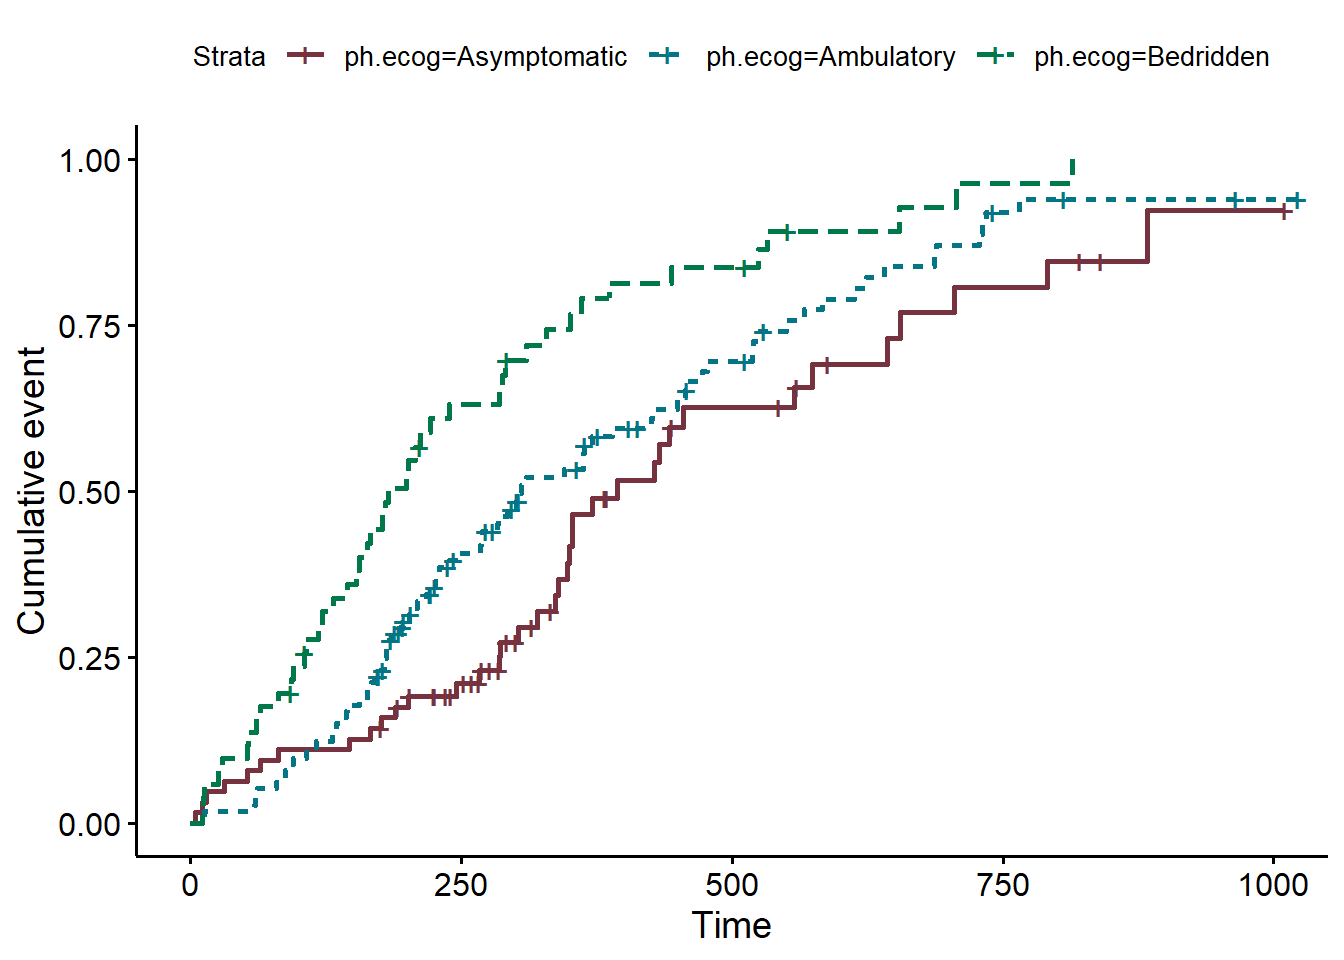 Strata ph.ecog=Asymptomatic ph.ecog=Ambulatory ph.ecog=Bedridden
1.00
0.75
0.50
0.25
0.00
Cumulative event
0 250 500 750 1000
Time